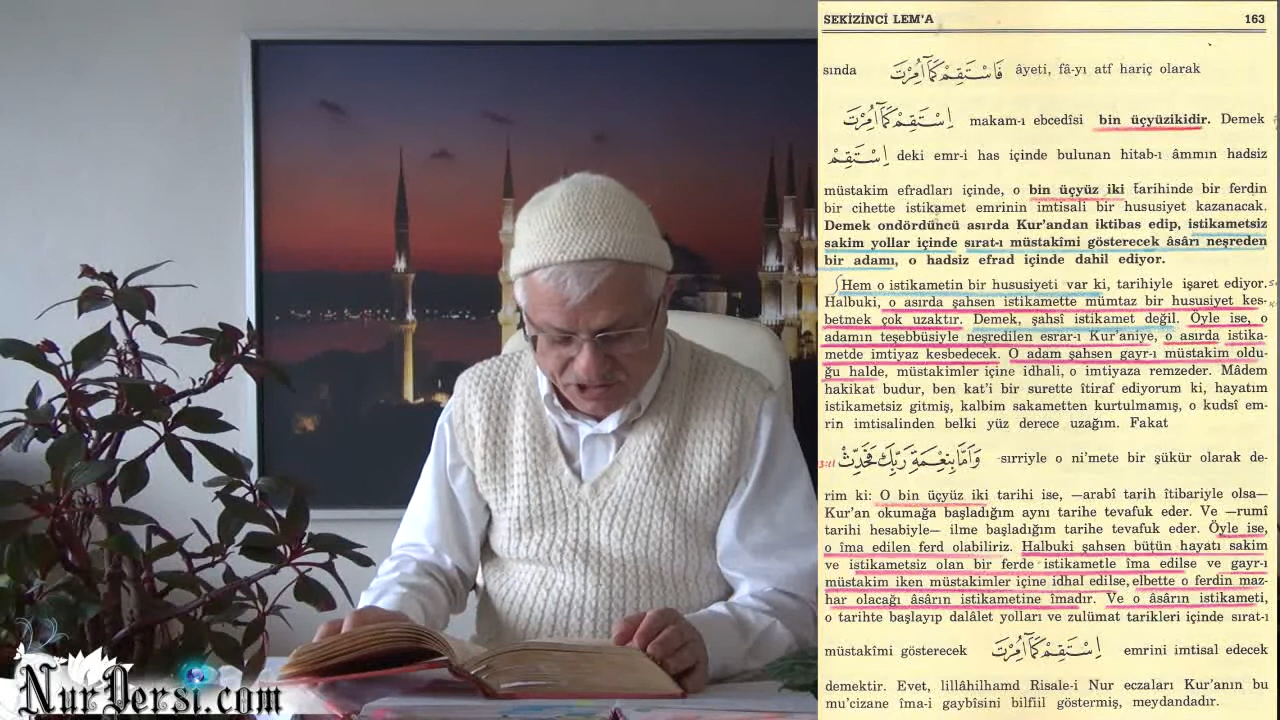 SEKİZİNCİ LEM'A 163
sında فَاسْتَقِمْ كَمَٓا اُمِرْتَ âyeti, fâ-yı atf hariç olarak
اِسْتَقِمْ كَمَٓا اُمِرْتَ makam-ı ebcedîsi bin üçyüzikidir. Demek
اِسْتَقِمْ deki emr-i has içinde bulunan hitab-ı âmmın hadsiz
müstakim efradları içinde, o bin üçyüz iki tarihinde bir ferdin
bir cihette istikamet emrinin imtisali bir hususiyet kazanacak.
Demek ondördüncü asırda Kur'andan iktibas edip, istikametsiz
sakim yollar içinde sırat-ı müstakîmi gösterecek âsârı neşreden
bir adamı, o hadsiz efrad içinde dahil ediyor.
Hem o istikametin bir hususiyeti var ki, tarihiyle işaret ediyor.
Halbuki, o asırda şahsen istikamette mümtaz bir hususiyet kes-
betmek çok uzaktır. Demek, şahsî istikamet değil. Öyle ise, o
adamın teşebbüsiyle neşredilen esrar-ı Kur'aniye, o asırda istika-
metde imtiyaz kesbedecek. O adam şahsen gayr-ı müstakim oldu-
ğu halde, müstakimler içine idhali, o imtiyaza remzeder. Mâdem
hakikat budur, ben kat'i bir surette îtiraf ediyorum ki, hayatım
istikametsiz gitmiş, kalbim sakametten kurtulmamış, o kudsî em-
rin imtisalinden belki yüz derece uzağım. Fakat
وَاَمَّا بِنِعْمَةِ رَبِّكَ فَحَدِّثْ -sırriyle o ni'mete bir şükür olarak de-
rim ki: O bin üçyüz iki tarihi ise, —arabî tarih îtibariyle olsa—
Kur'an okumağa başladığım aynı tarihe tevafuk eder. Ve —rumî
tarihi hesabiyle— ilme başladığım tarihe tevafuk eder. Öyle ise,
o îma edilen ferd olabiliriz. Halbuki şahsen bütün hayatı sakim
ve istikametsiz olan bir ferde istikametle îma edilse ve gayr-ı
müstakim iken müstakimler içine idhal edilse, elbette o ferdin maz-
har olacağı âsârın istikametine îmadır. Ve o âsârın istikameti,
o tarihte başlayıp dalâlet yolları ve zulümat tarikleri içinde sırat-ı
müstakîmi gösterecek اِسْتَقِمْ كَمَٓا اُمِرْتَ emrini imtisal edecek
demektir. Evet, lillâhilhamd Risale-i Nur eczaları Kur'anın bu
mu'cizane îma-i gaybîsini bilfiil göstermiş, meydandadır.
NurDersi.com